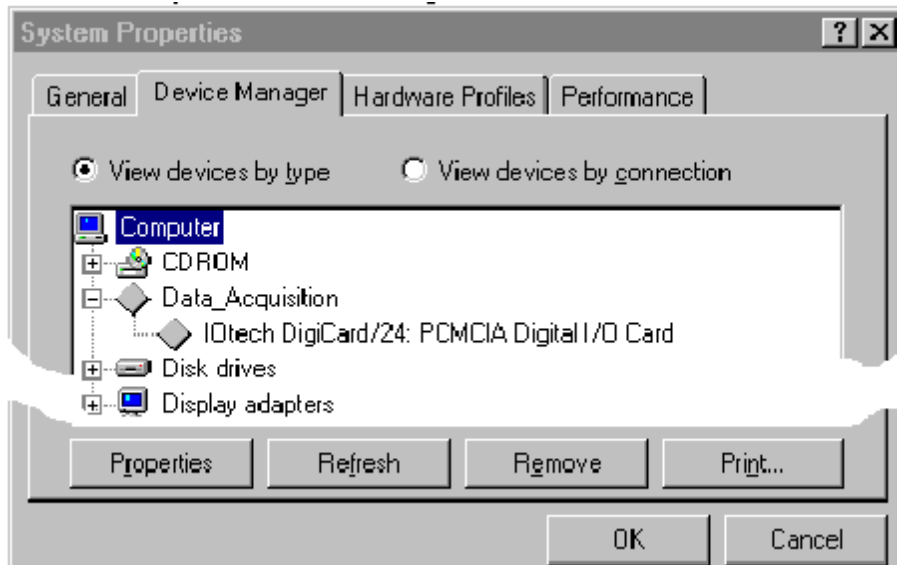 System Properties
General Device Manager Hardware Profiles Performance
View devices by type View devices by connection
Computer
CDROM
Data_Acquisition
IOtech DigiCard/24: PCMCIA Digital I/O Card
Disk drives
Display adapters
Properties Refresh Remove Print...
OK Cancel